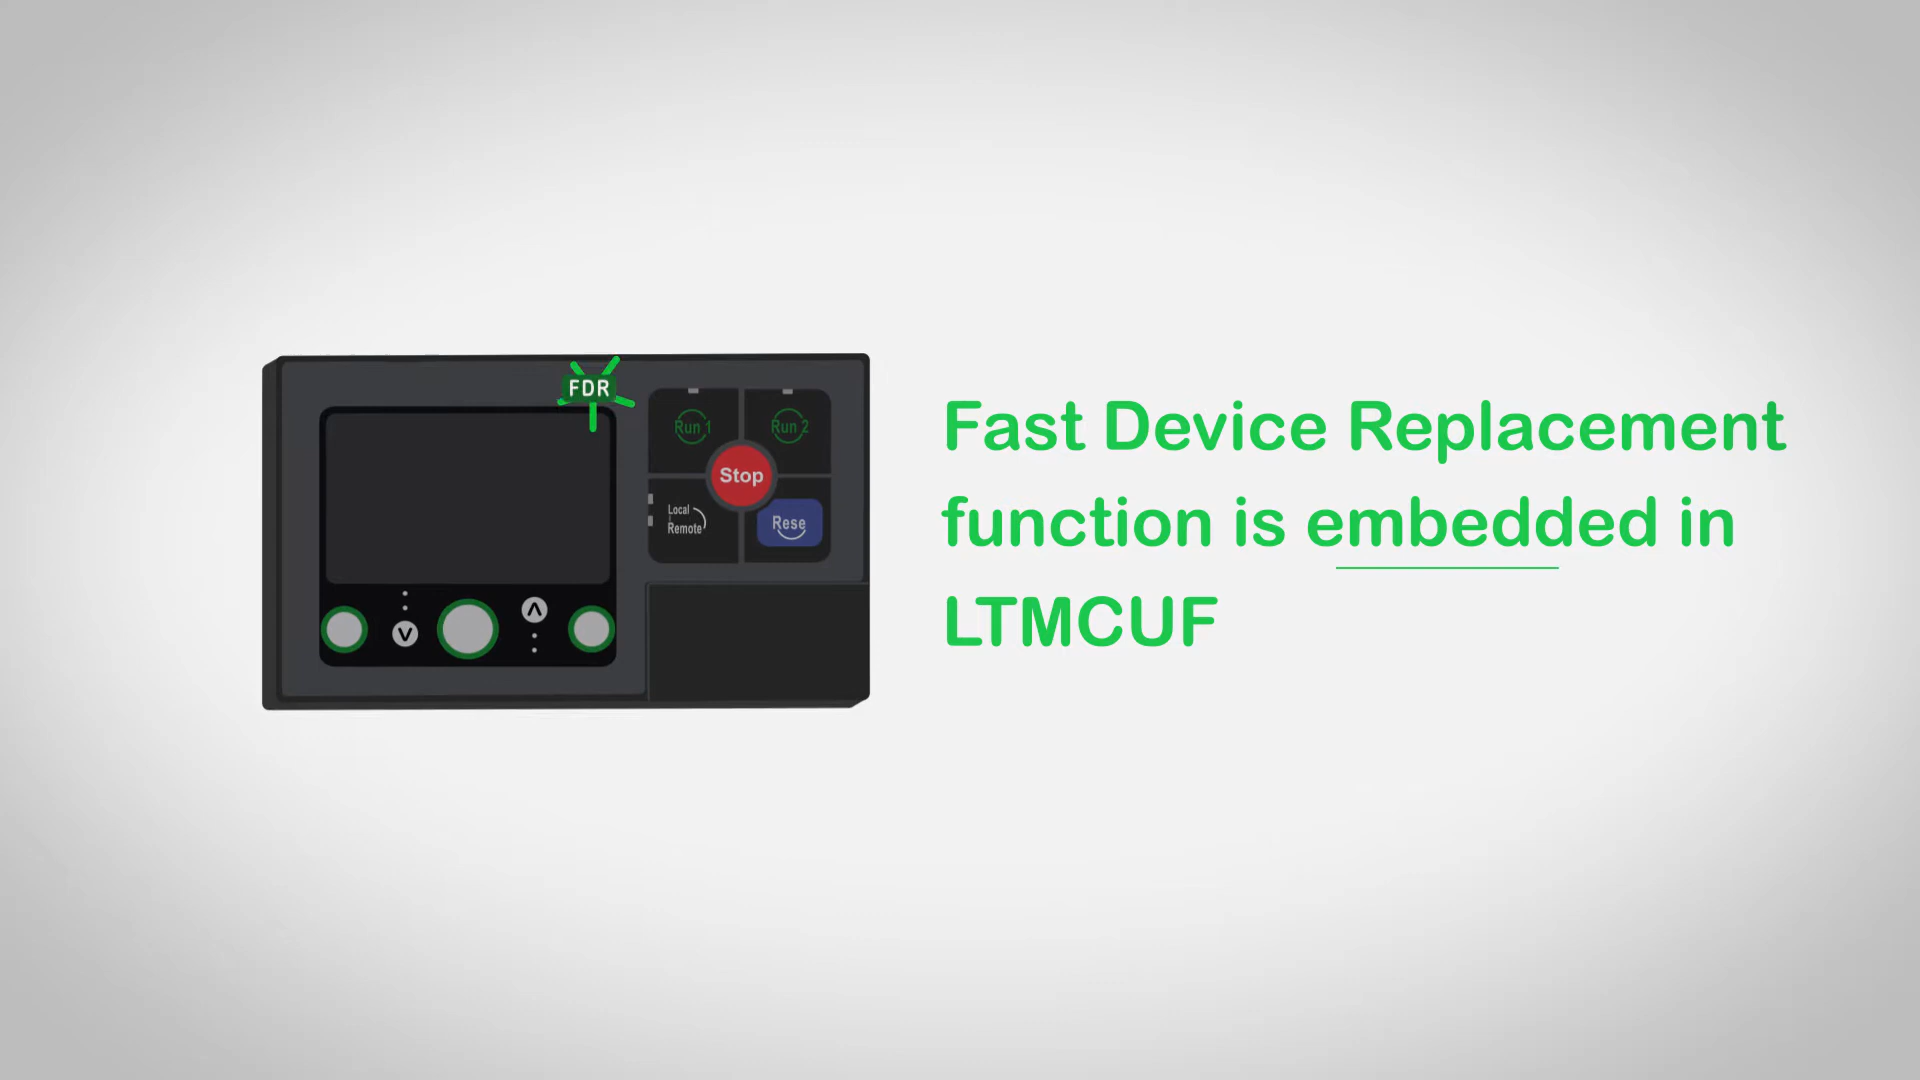 FDR
Run 1
Run 2
Stop
Local
Remote
Rese
Fast Device Replacement
function is embedded in
LTMCUF